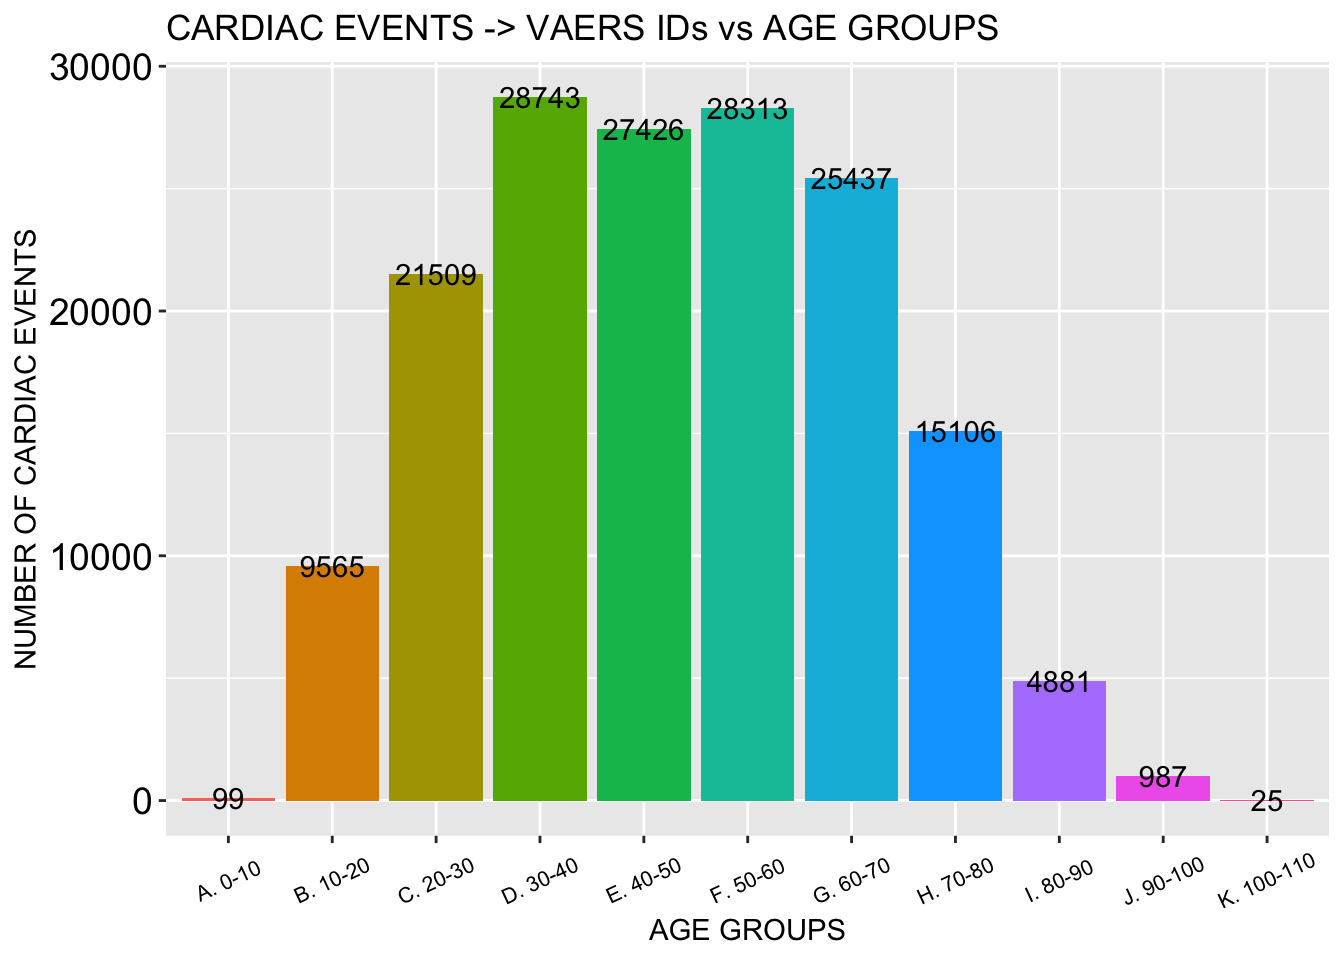 CARDIAC EVENTS -> VAERS IDs vs AGE GROUPS
NUMBER OF CARDIAC EVENTS
30000
20000
10000
0
99
9565
21509
28743
27426
28313
25437
15106
4881
987
25
A. 0-10
B. 10-20
C. 20-30
D. 30-40
E. 40-50
F. 50-60
G. 60-70
H. 70-80
I. 80-90
J. 90-100
K. 100-110
AGE GROUPS